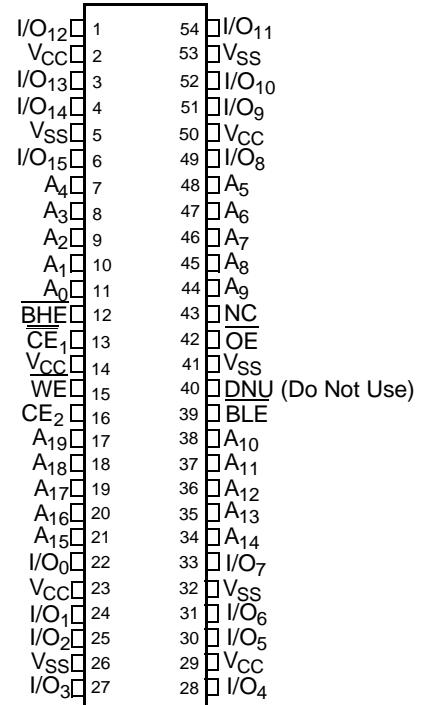 I/O12 1 54 I/O11
VCC 2 53 VSS
I/O13 3 52 I/O10
I/O14 4 51 I/O9
VSS 5 50 VCC
I/O15 6 49 I/O8
A4 7 48 A5
A3 8 47 A6
A2 9 46 A7
A1 10 45 A8
A0 11 44 A9
BHE 12 43 NC
CE1 13 42 OE
VCC 14 41 VSS
WE 15 40 DNU (Do Not Use)
CE2 16 39 BLE
A19 17 38 A10
A18 18 37 A11
A17 19 36 A12
A16 20 35 A13
A15 21 34 A14
I/O0 22 33 I/O7
VCC 23 32 VSS
I/O1 24 31 I/O6
I/O2 25 30 I/O5
VSS 26 29 VCC
I/O3 27 28 I/O4